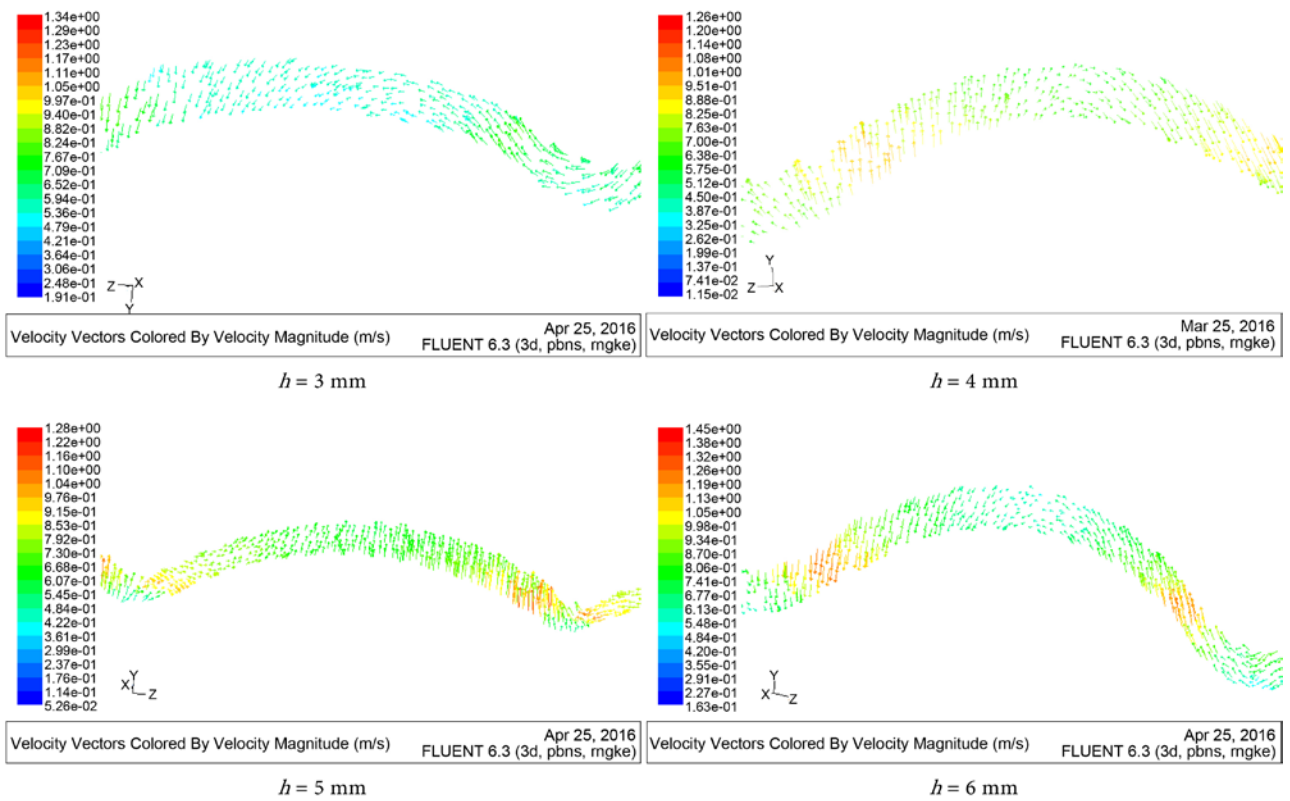 1.34e+00
1.29e+00
1.23e+00
1.17e+00
1.11e+00
1.05e+00
9.97e-01
9.40e-01
8.82e-01
8.24e-01
7.67e-01
7.09e-01
6.52e-01
5.94e-01
5.36e-01
4.79e-01
4.21e-01
3.64e-01
3.06e-01
2.48e-01
1.91e-01
Z X
Y
Velocity Vectors Colored By Velocity Magnitude (m/s)
Apr 25, 2016
FLUENT 6.3 (3d, pbns, rngke)
h = 3 mm
1.26e+00
1.20e+00
1.14e+00
1.08e+00
1.01e+00
9.51e-01
8.88e-01
8.25e-01
7.63e-01
7.00e-01
6.38e-01
5.75e-01
5.12e-01
4.50e-01
3.87e-01
3.25e-01
2.62e-01
1.99e-01
1.37e-01
7.41e-02
1.15e-02
Y
Z X
Velocity Vectors Colored By Velocity Magnitude (m/s)
Mar 25, 2016
FLUENT 6.3 (3d, pbns, rngke)
h = 4 mm
1.28e+00
1.22e+00
1.16e+00
1.10e+00
1.04e+00
9.76e-01
9.15e-01
8.53e-01
7.92e-01
7.30e-01
6.68e-01
6.07e-01
5.45e-01
4.84e-01
4.22e-01
3.61e-01
2.99e-01
2.37e-01
1.76e-01
1.14e-01
5.26e-02
Y
X Z
Velocity Vectors Colored By Velocity Magnitude (m/s)
Apr 25, 2016
FLUENT 6.3 (3d, pbns, rngke)
h = 5 mm
1.45e+00
1.38e+00
1.32e+00
1.26e+00
1.19e+00
1.13e+00
1.05e+00
9.98e-01
9.34e-01
8.70e-01
8.06e-01
7.41e-01
6.77e-01
6.13e-01
5.48e-01
4.84e-01
4.20e-01
3.55e-01
2.91e-01
2.27e-01
1.63e-01
Y
X Z
Velocity Vectors Colored By Velocity Magnitude (m/s)
Apr 25, 2016
FLUENT 6.3 (3d, pbns, rngke)
h = 6 mm